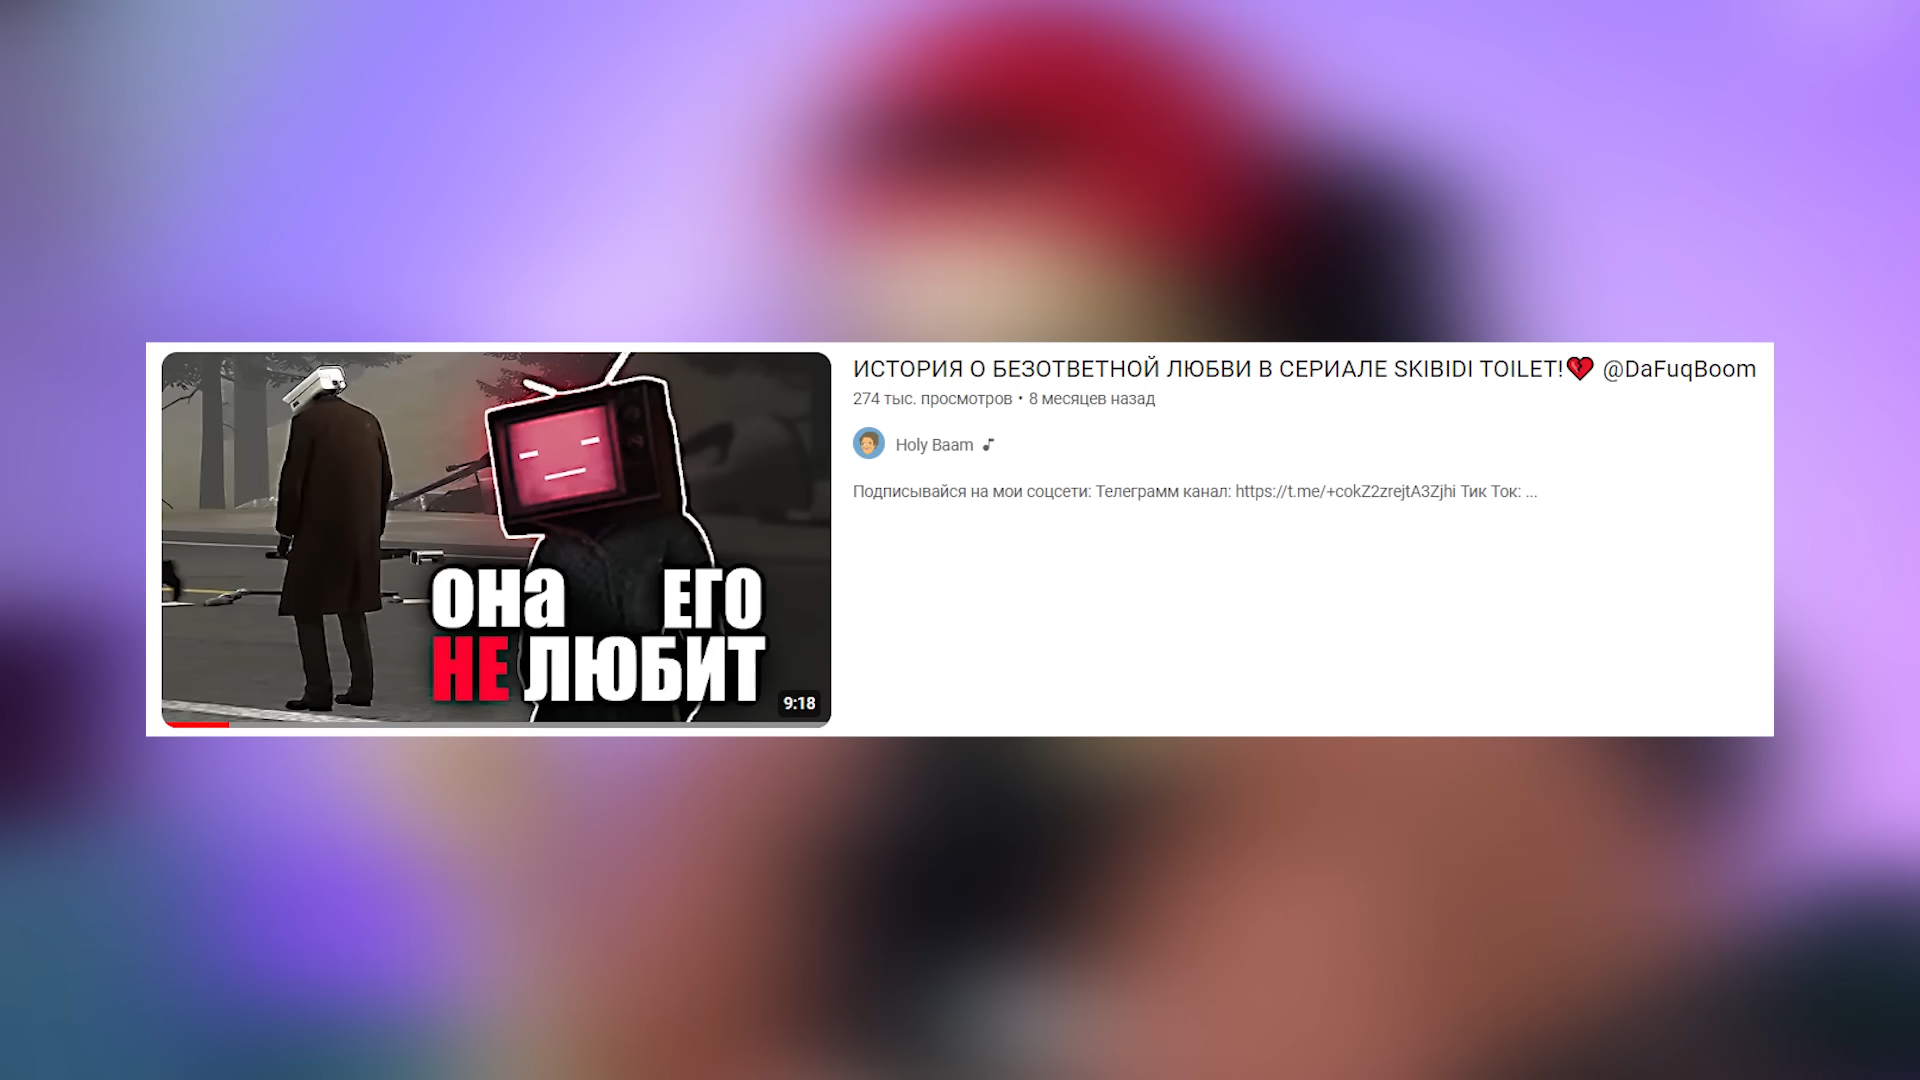 ОНА ЕГО
НЕ ЛЮБИТ
9:18
ИСТОРИЯ О БЕЗОТВЕТНОЙ ЛЮБВИ В СЕРИАЛЕ SKIBIDI TOILET!💔 @DaFuqBoom
274 тыс. просмотров • 8 месяцев назад
Holy Baam ♪
Подписывайся на мои соцсети: Телеграмм канал: https://t.me/+cokZ2zrejtA3Zjhi Тик Ток: ...